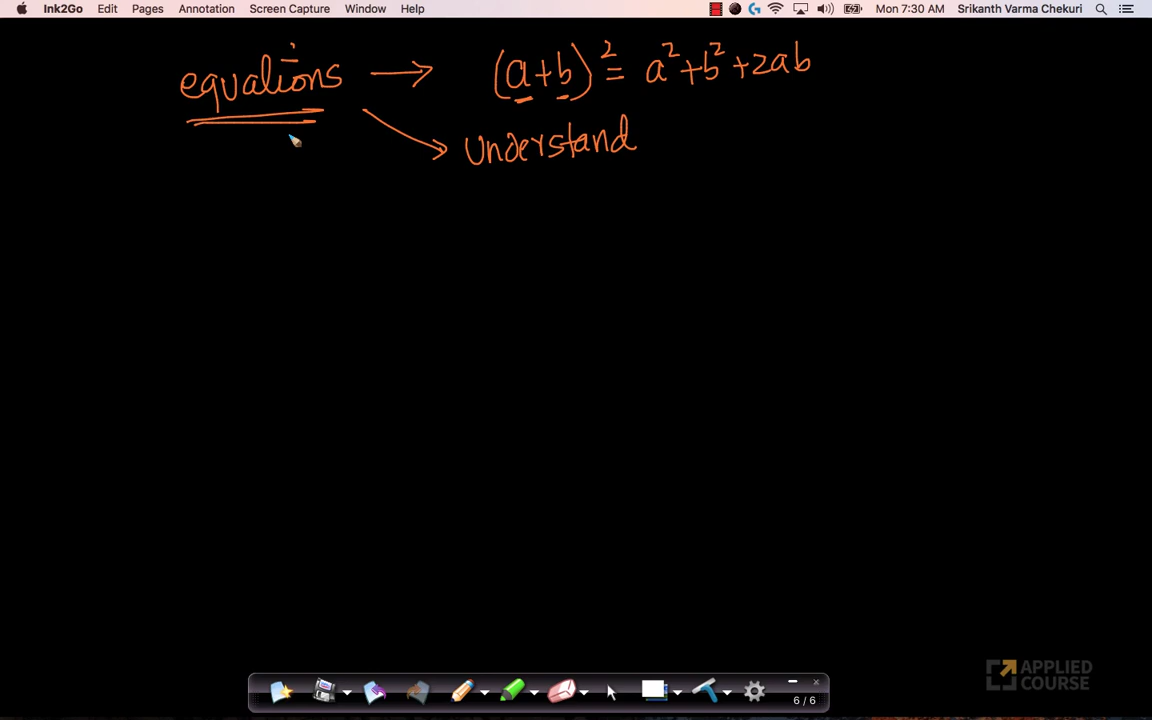 Ink2Go Edit Pages Annotation Screen Capture Window Help Mon 7:30 AM Srikanth Varma Chekuri
equations → (a+b)² = a²+b²+2ab
understand
6/6
APPLIED
COURSE